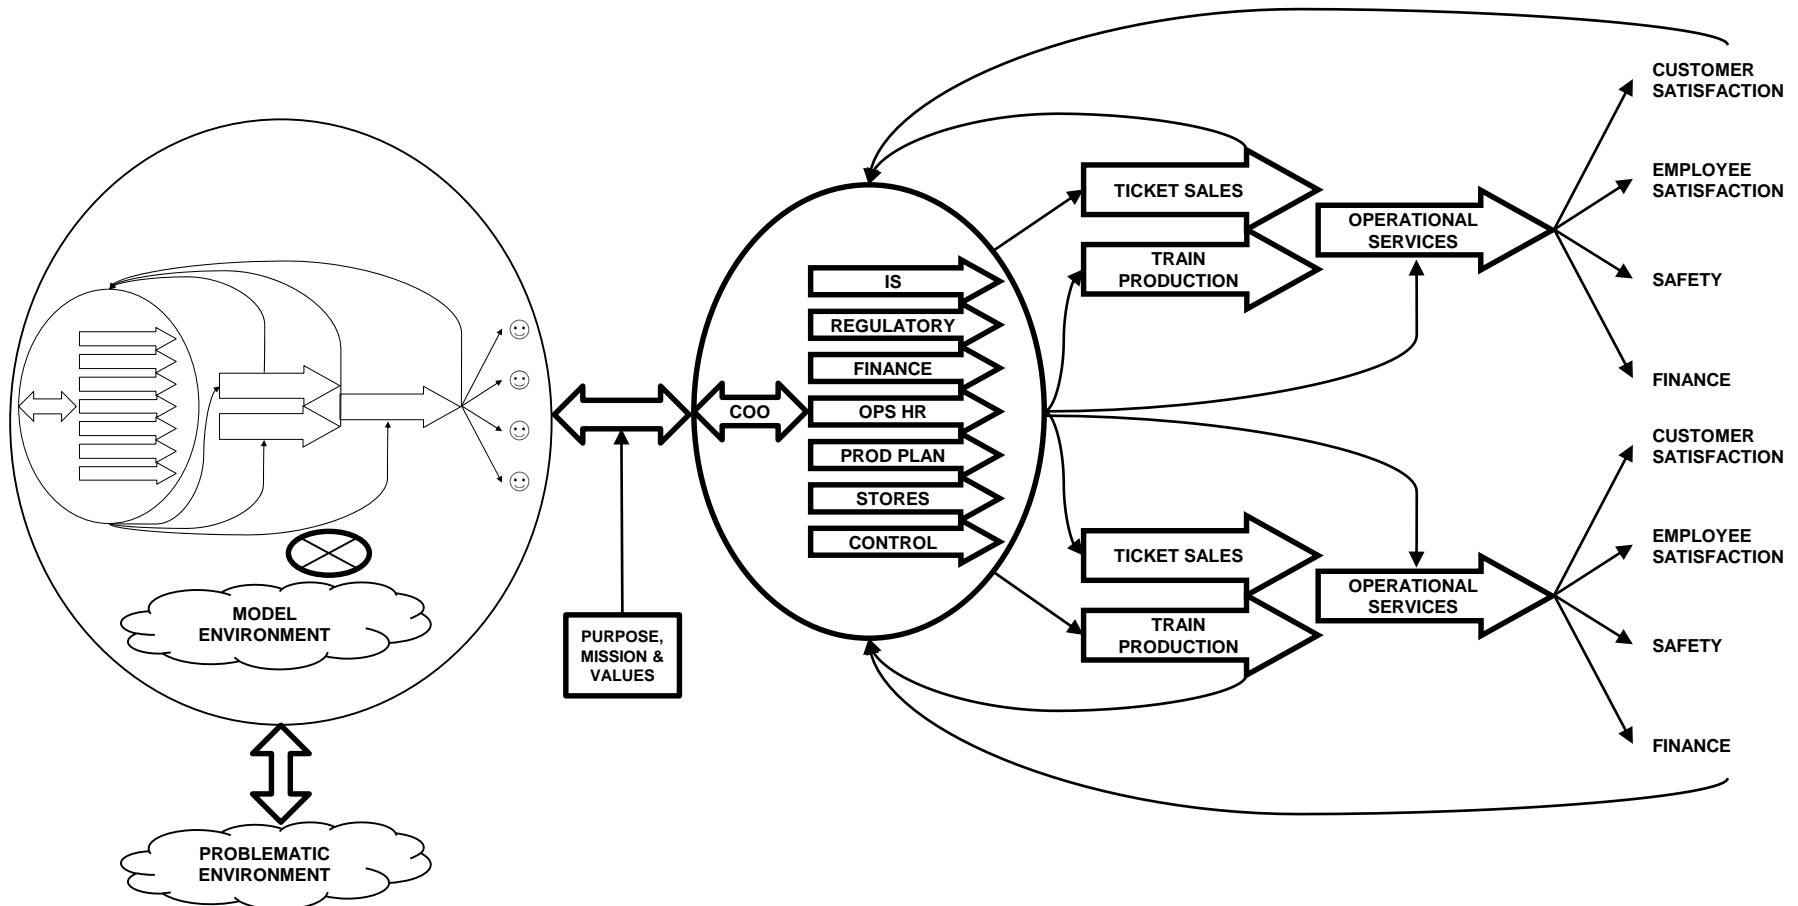 MODEL
ENVIRONMENT
PROBLEMATIC
ENVIRONMENT
PURPOSE,
MISSION &
VALUES
COO
IS
REGULATORY
FINANCE
OPS HR
PROD PLAN
STORES
CONTROL
TICKET SALES
TRAIN
PRODUCTION
OPERATIONAL
SERVICES
CUSTOMER
SATISFACTION
EMPLOYEE
SATISFACTION
SAFETY
FINANCE
TICKET SALES
TRAIN
PRODUCTION
OPERATIONAL
SERVICES
CUSTOMER
SATISFACTION
EMPLOYEE
SATISFACTION
SAFETY
FINANCE